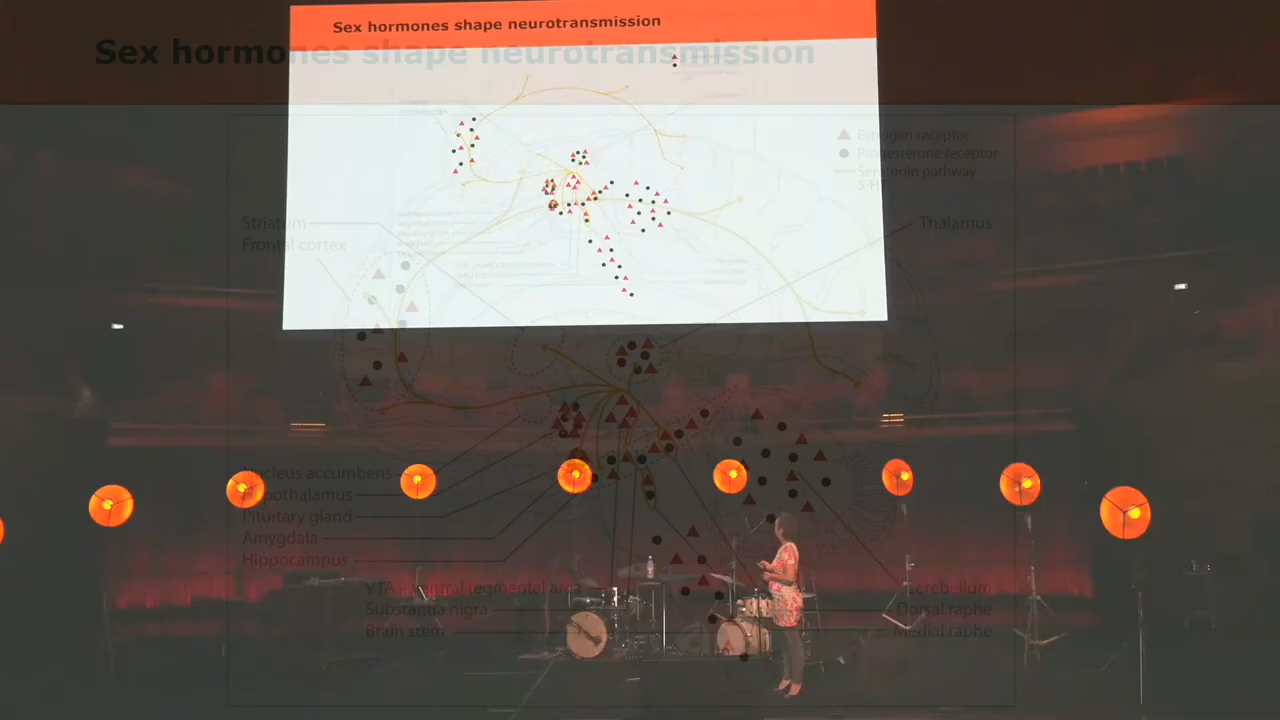 Sex hormones shape neurotransmission
Sex hormones shape neurotransmission
Estrogen receptor
Progesterone receptor
Serotonin pathway
5-HT
Striatum
Frontal cortex
Thalamus
Nucleus accumbens
Hypothalamus
Pituitary gland
Amygdala
Hippocampus
VTA - ventral tegmental area
Substantia nigra
Brain stem
Cerebellum
Dorsal raphe
Medial raphe